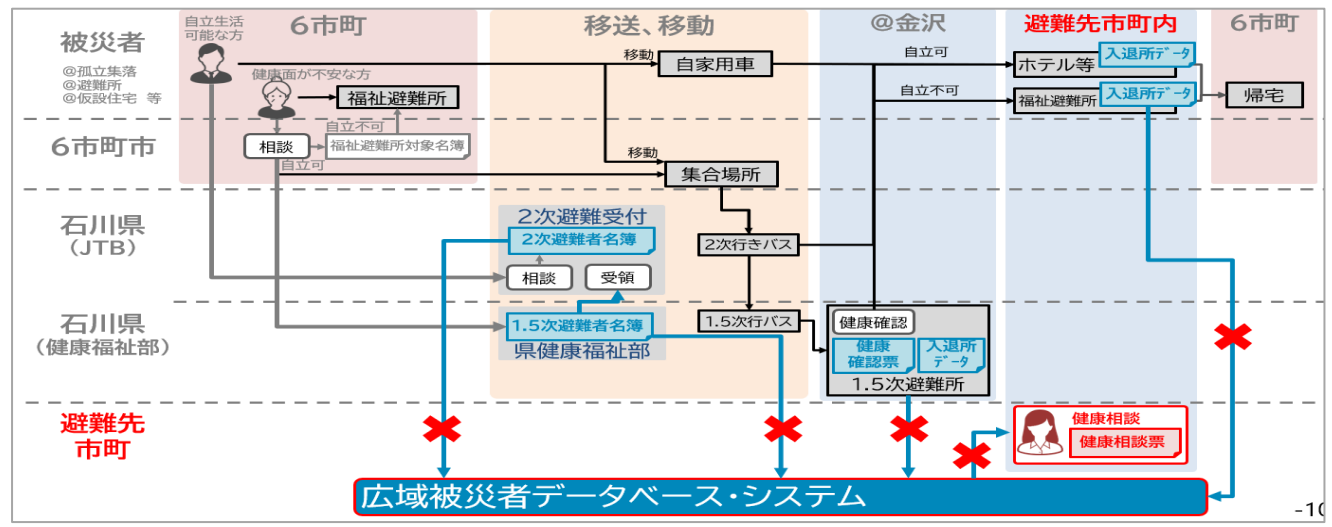 自立生活
可能な方
6市町
移送、移動
@金沢
避難先市町内
6市町
被災者
@孤立集落
@避難所
@仮設住宅 等
健康面が不安な方
福祉避難所
移動
自家用車
自立可
ホテル等
入退所データ
自立不可
福祉避難所
入退所データ
帰宅
6市町市
相談
自立不可
福祉避難所対象名簿
自立可
移動
集合場所
石川県
(JTB)
2次避難受付
2次避難者名簿
相談
受領
2次行きバス
石川県
(健康福祉部)
1.5次避難者名簿
県健康福祉部
1.5次行バス
健康確認
健康
確認票
入退所
データ
1.5次避難所
避難先
市町
健康相談
健康相談票
広域被災者データベース・システム
-10